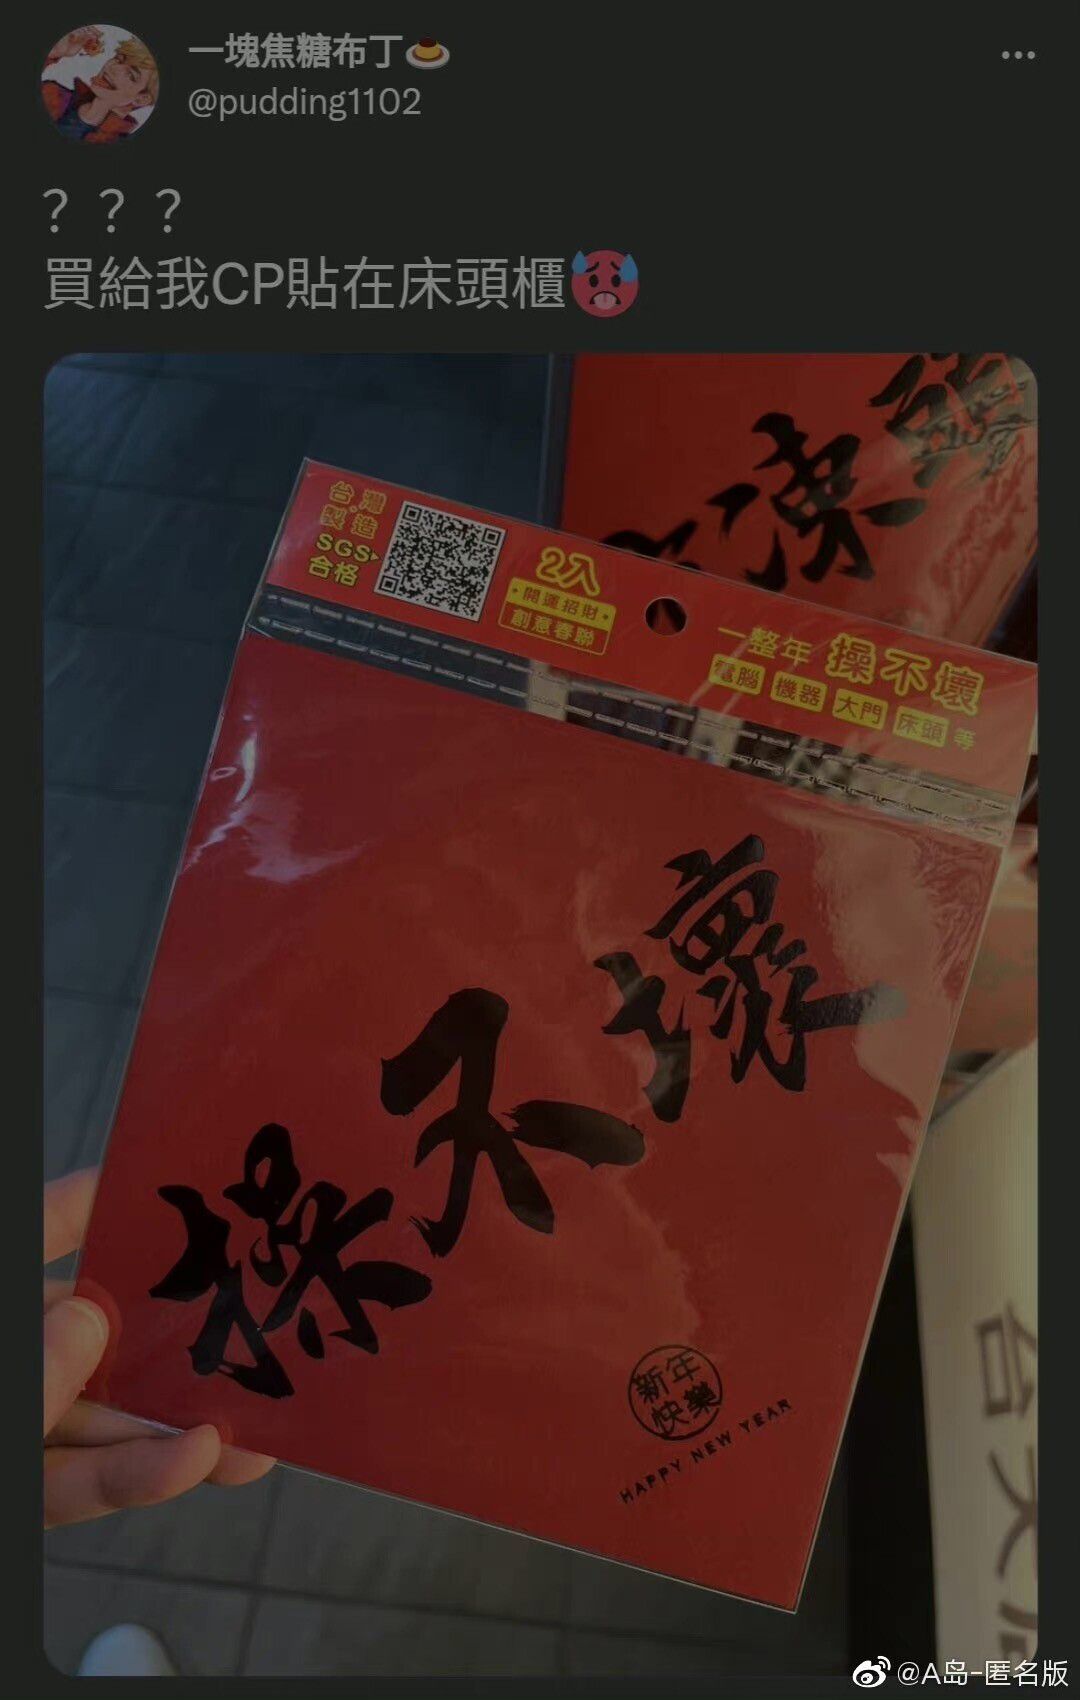 一塊焦糖布丁🍮
@pudding1102
？？？
買給我CP貼在床頭櫃🥵
台灣
製造
SGS
合格
2入
開運招財
創意春聯
一整年 操不壞
電腦 機器 大門 床頭 等
操不壞
新年
快樂
HAPPY NEW YEAR
@A岛-匿名版